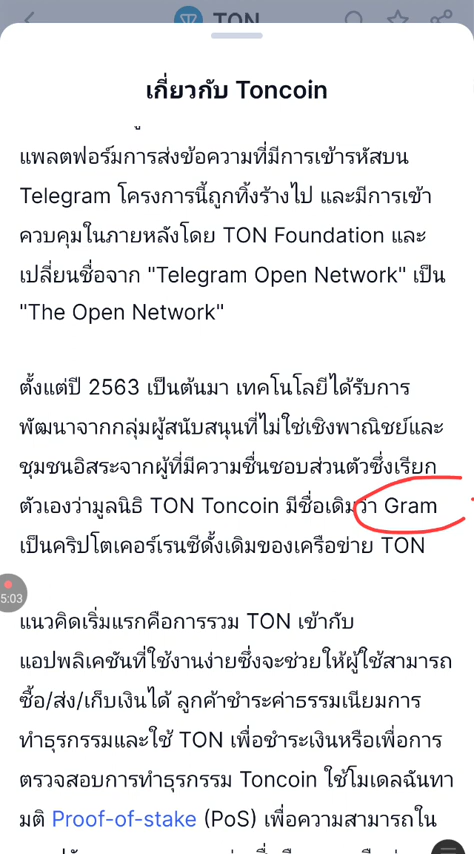 TON
เกี่ยวกับ Toncoin
แพลตฟอร์มการส่งข้อความที่มีการเข้ารหัสบน
Telegram โครงการนี้ถูกทิ้งร้างไป และมีการเข้า
ควบคุมในภายหลังโดย TON Foundation และ
เปลี่ยนชื่อจาก "Telegram Open Network" เป็น
"The Open Network"
ตั้งแต่ปี 2563 เป็นต้นมา เทคโนโลยีได้รับการ
พัฒนาจากกลุ่มผู้สนับสนุนที่ไม่ใช่เชิงพาณิชย์และ
ชุมชนอิสระจากผู้ที่มีความชื่นชอบส่วนตัวซึ่งเรียก
ตัวเองว่ามูลนิธิ TON Toncoin มีชื่อเดิมว่า Gram
เป็นคริปโตเคอร์เรนซีดั้งเดิมของเครือข่าย TON
5:03
แนวคิดเริ่มแรกคือการรวม TON เข้ากับ
แอปพลิเคชันที่ใช้งานง่ายซึ่งจะช่วยให้ผู้ใช้สามารถ
ซื้อ/ส่ง/เก็บเงินได้ ลูกค้าชำระค่าธรรมเนียมการ
ทำธุรกรรมและใช้ TON เพื่อชำระเงินหรือเพื่อการ
ตรวจสอบการทำธุรกรรม Toncoin ใช้โมเดลฉันทา
มติ Proof-of-stake (PoS) เพื่อความสามารถใน